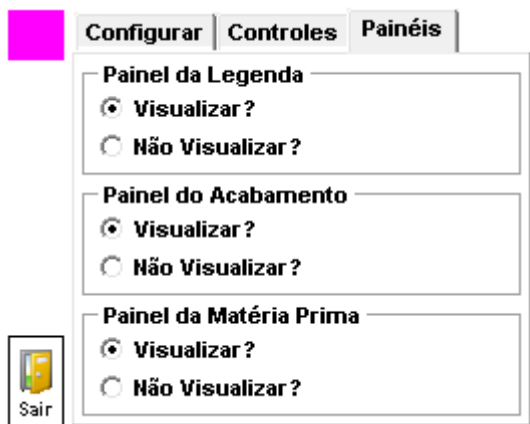 Configurar Controles Painéis
Painel da Legenda
Visualizar?
Não Visualizar?
Painel do Acabamento
Visualizar?
Não Visualizar?
Painel da Matéria Prima
Visualizar?
Não Visualizar?
Sair